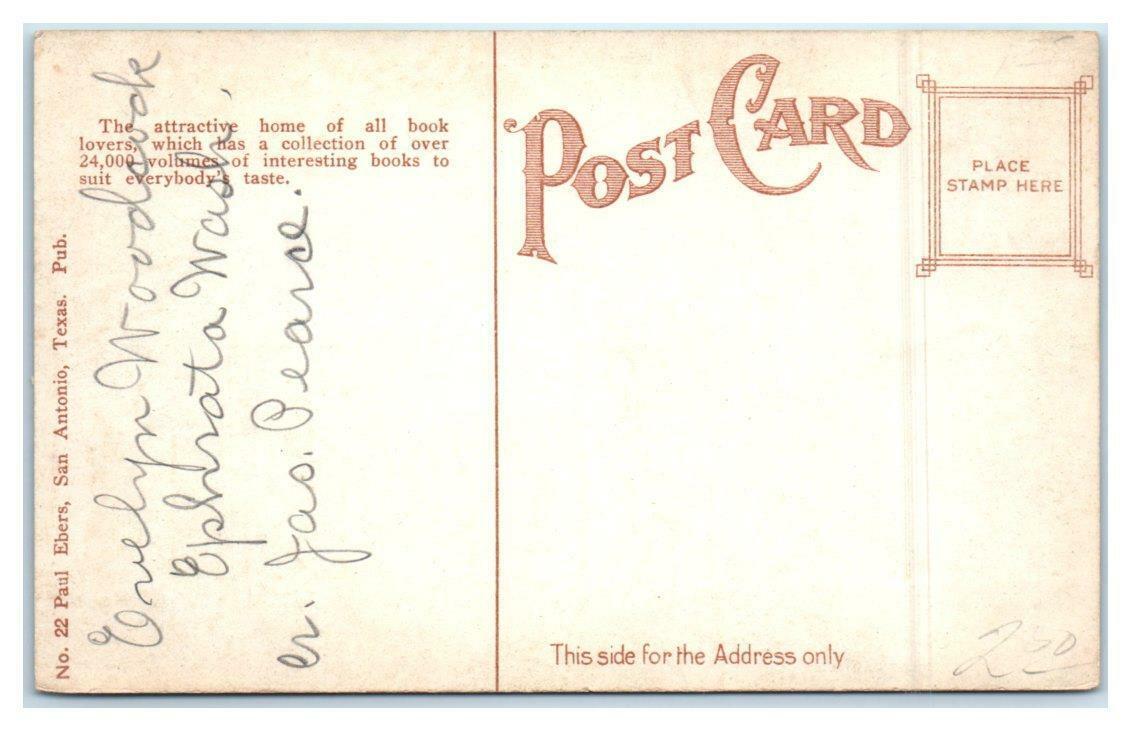 The attractive home of all book
lovers, which has a collection of over
24,000 volumes of interesting books to
suit everybody's taste.
No. 22 Paul Ebers, San Antonio, Texas. Pub.
Evelyn Woodcock
Ephrata Wash.
Jas. Pearce.
POST CARD
PLACE
STAMP HERE
This side for the Address only